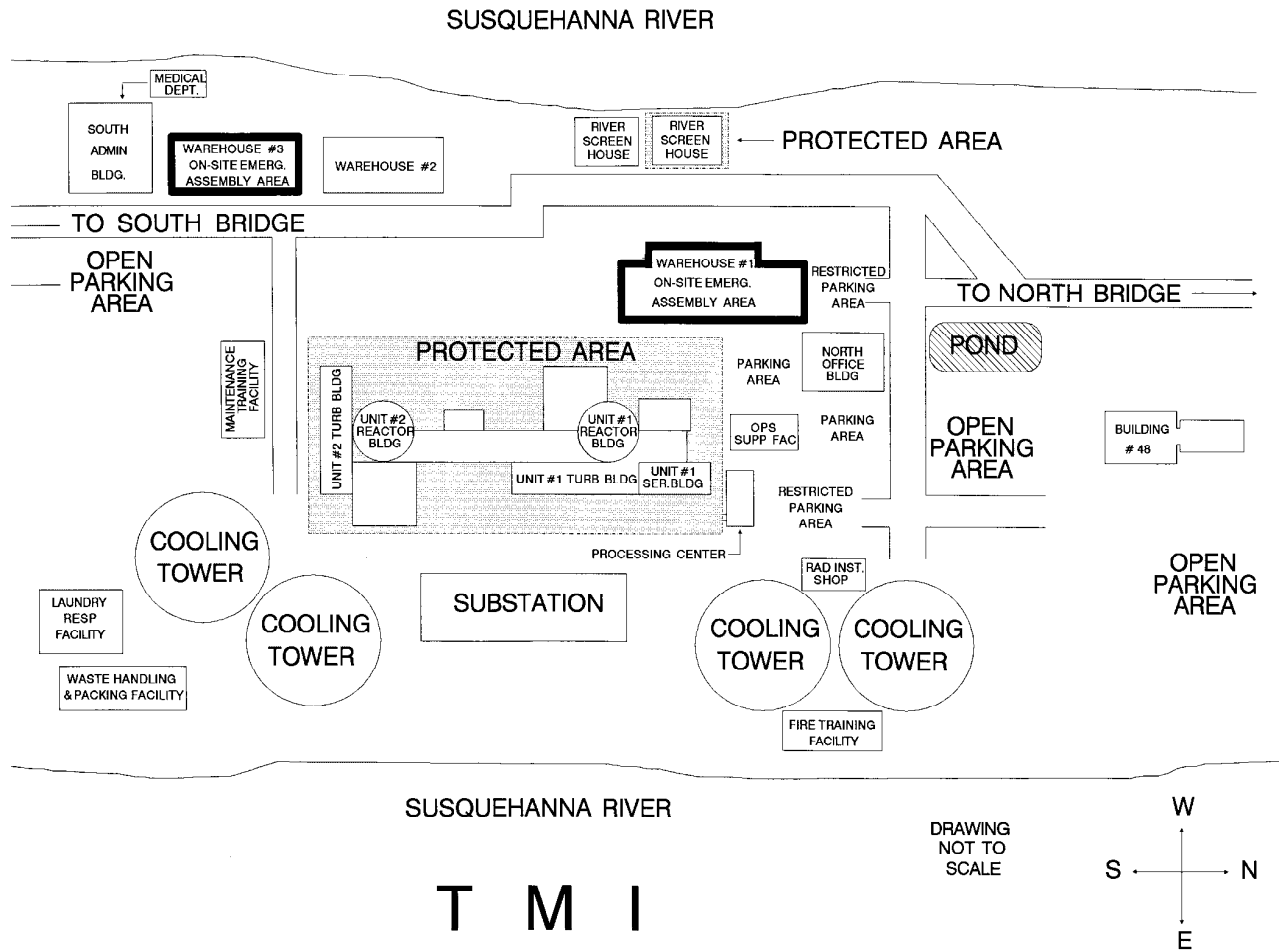 SUSQUEHANNA RIVER
MEDICAL
DEPT.
SOUTH
ADMIN
BLDG.
WAREHOUSE #3
ON-SITE EMERG.
ASSEMBLY AREA
WAREHOUSE #2
RIVER
SCREEN
HOUSE
RIVER
SCREEN
HOUSE
PROTECTED AREA
TO SOUTH BRIDGE
OPEN
PARKING
AREA
WAREHOUSE #1
ON-SITE EMERG.
ASSEMBLY AREA
RESTRICTED
PARKING
AREA
TO NORTH BRIDGE
POND
MAINTENANCE
TRAINING
FACILITY
PROTECTED AREA
UNIT #2 TURB BLDG
UNIT #2
REACTOR
BLDG
UNIT #1
REACTOR
BLDG
UNIT #1 TURB BLDG
UNIT #1
SER.BLDG
PARKING
AREA
NORTH
OFFICE
BLDG
OPS
SUPP FAC
PARKING
AREA
OPEN
PARKING
AREA
BUILDING
# 48
RESTRICTED
PARKING
AREA
PROCESSING CENTER
COOLING
TOWER
COOLING
TOWER
LAUNDRY
RESP
FACILITY
WASTE HANDLING
& PACKING FACILITY
SUBSTATION
RAD INST.
SHOP
COOLING
TOWER
COOLING
TOWER
FIRE TRAINING
FACILITY
OPEN
PARKING
AREA
SUSQUEHANNA RIVER
DRAWING
NOT TO
SCALE
W
S N
E
T M I